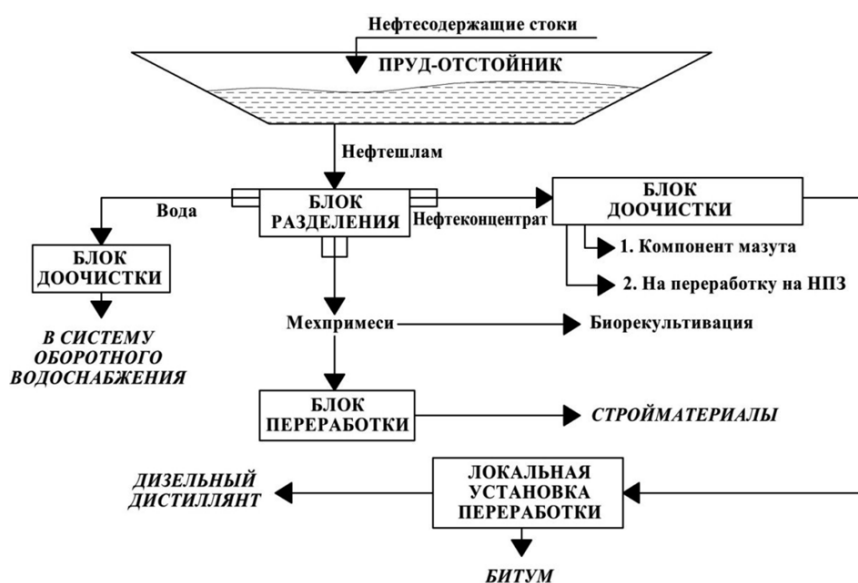 Нефтесодержащие стоки
ПРУД-ОТСТОЙНИК
Нефтешлам
Вода
БЛОК
РАЗДЕЛЕНИЯ
Нефтеконцентрат
БЛОК
ДООЧИСТКИ
БЛОК
ДООЧИСТКИ
1. Компонент мазута
2. На переработку на НПЗ
В СИСТЕМУ
ОБОРОТНОГО
ВОДОСНАБЖЕНИЯ
Мехпримеси
Биорекультивация
БЛОК
ПЕРЕРАБОТКИ
СТРОЙМАТЕРИАЛЫ
ДИЗЕЛЬНЫЙ
ДИСТИЛЛЯНТ
ЛОКАЛЬНАЯ
УСТАНОВКА
ПЕРЕРАБОТКИ
БИТУМ